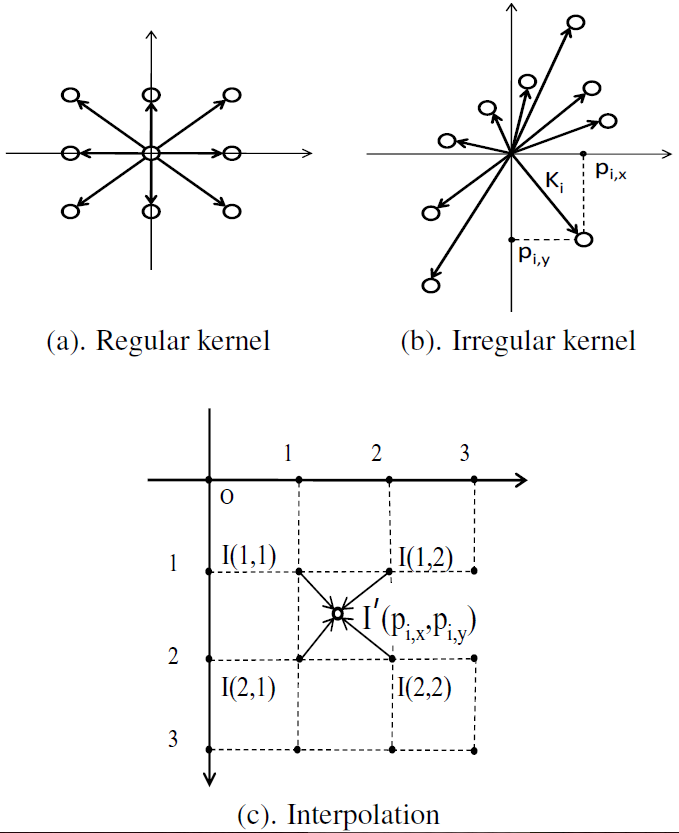 K_i
p_{i,x}
p_{i,y}
(a). Regular kernel
(b). Irregular kernel
1 2 3
O
1 I(1,1) I(1,2)
I′(p_{i,x},p_{i,y})
2
I(2,1) I(2,2)
3
(c). Interpolation